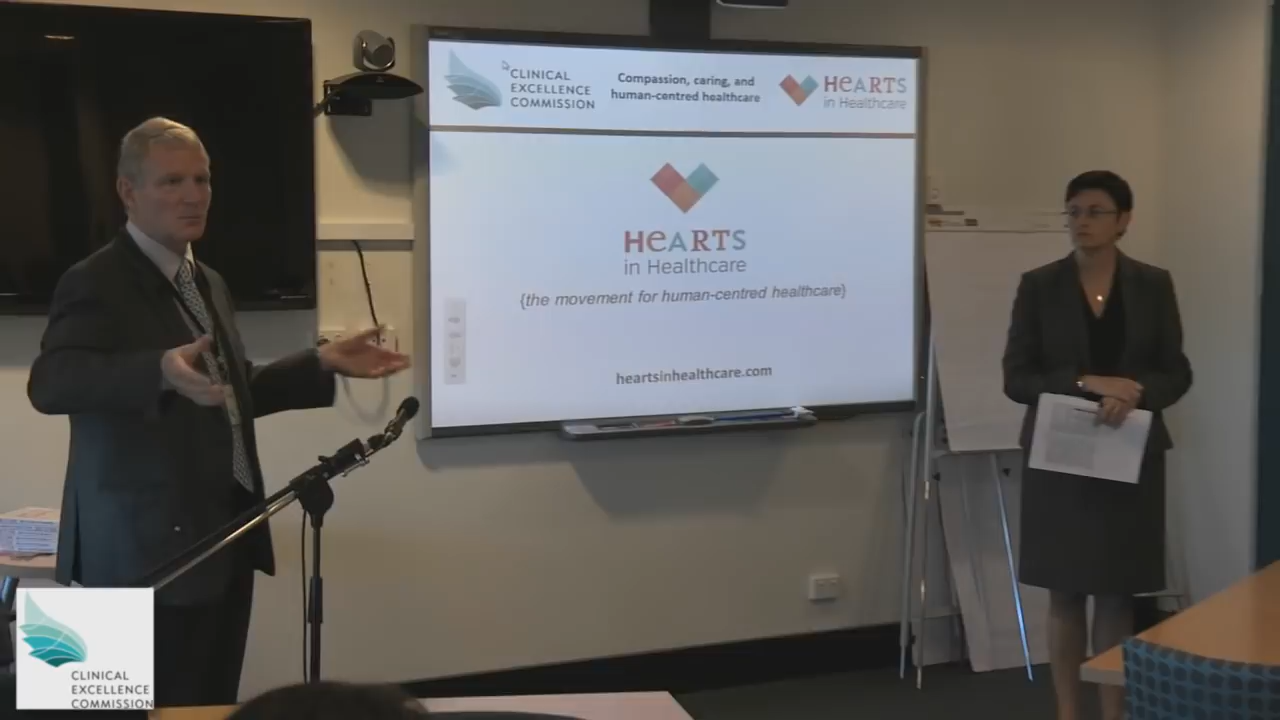 CLINICAL
EXCELLENCE
COMMISSION
Compassion, caring, and
human-centred healthcare
HeARTS
in Healthcare
HeARTS
in Healthcare
{the movement for human-centred healthcare}
heartsinhealthcare.com
CLINICAL
EXCELLENCE
COMMISSION